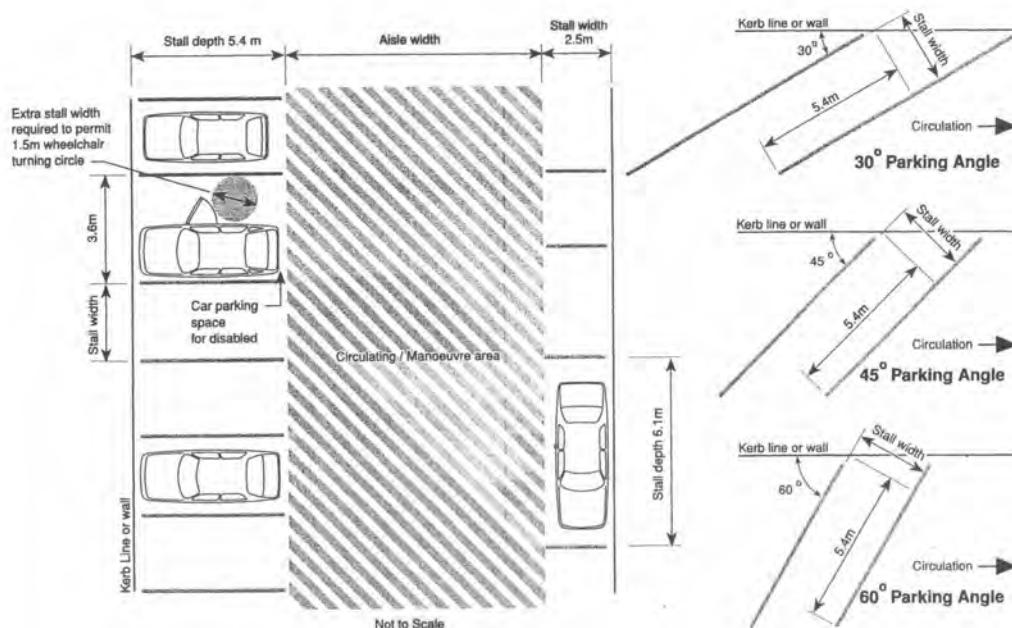 Stall depth 5.4 m
Aisle width
Stall width
2.5m
Extra stall width
required to permit
1.5m wheelchair
turning circle
3.6m
Stall width
Car parking
space
for disabled
Circulating / Manoeuvre area
Stall depth 6.1m
Kerb Line or wall
Not to Scale
Kerb line or wall
30°
Stall width
5.4m
Circulation
30° Parking Angle
Kerb line or wall
45°
Stall width
5.4m
Circulation
45° Parking Angle
Kerb line or wall
60°
Stall width
5.4m
Circulation
60° Parking Angle